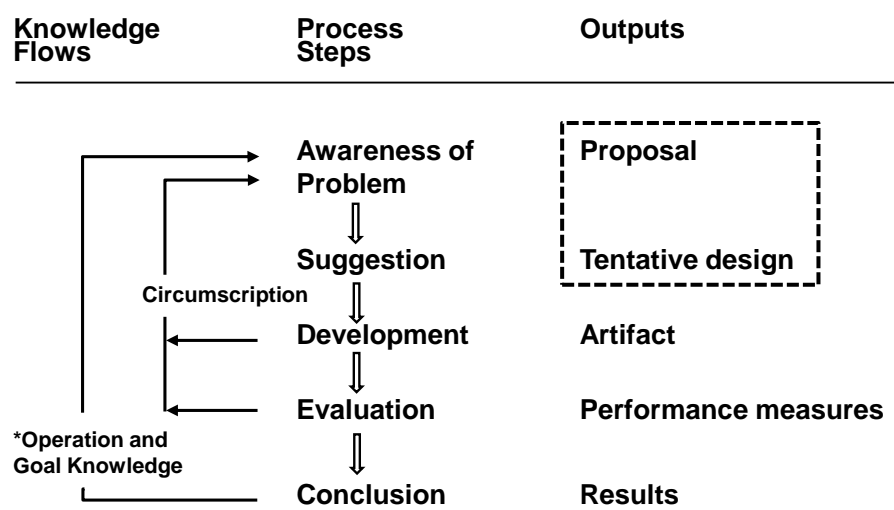 Knowledge Flows
Process Steps
Outputs
Awareness of Problem
Proposal
Suggestion
Tentative design
Circumscription
Development
Artifact
Evaluation
Performance measures
*Operation and
Goal Knowledge
Conclusion
Results